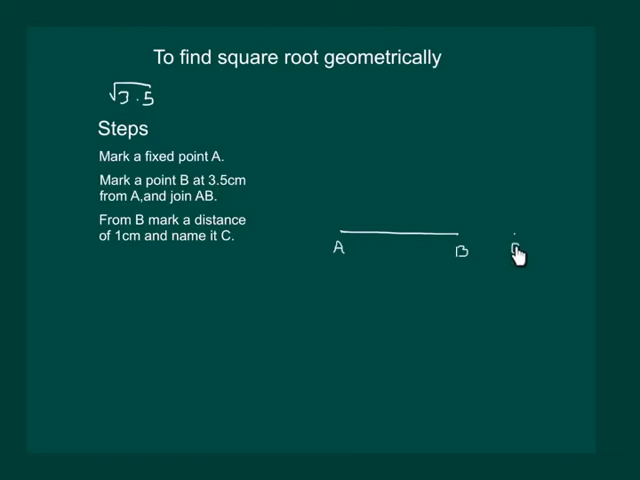 To find square root geometrically
√3.5
Steps
Mark a fixed point A.
Mark a point B at 3.5cm
from A,and join AB.
From B mark a distance
of 1cm and name it C.
A B